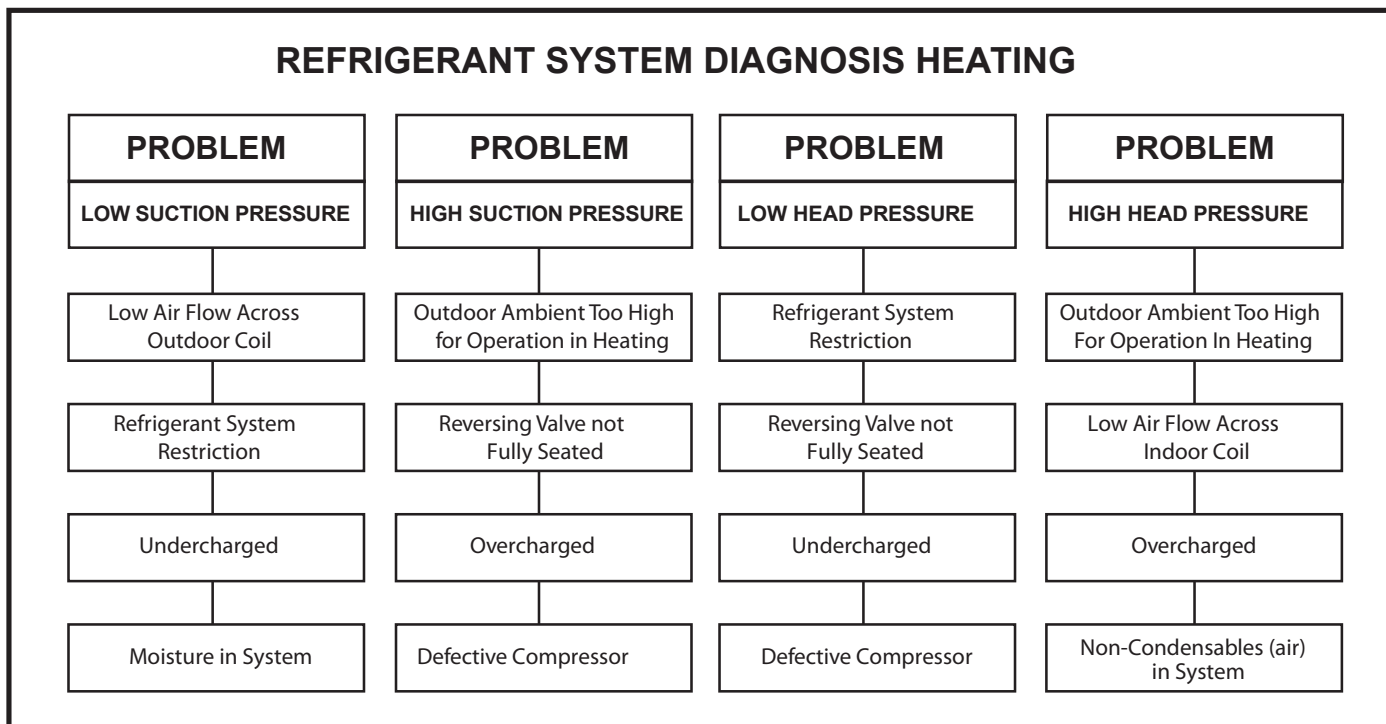 REFRIGERANT SYSTEM DIAGNOSIS HEATING
PROBLEM
LOW SUCTION PRESSURE
Low Air Flow Across
Outdoor Coil
Refrigerant System
Restriction
Undercharged
Moisture in System
PROBLEM
HIGH SUCTION PRESSURE
Outdoor Ambient Too High
for Operation in Heating
Reversing Valve not
Fully Seated
Overcharged
Defective Compressor
PROBLEM
LOW HEAD PRESSURE
Refrigerant System
Restriction
Reversing Valve not
Fully Seated
Undercharged
Defective Compressor
PROBLEM
HIGH HEAD PRESSURE
Outdoor Ambient Too High
For Operation In Heating
Low Air Flow Across
Indoor Coil
Overcharged
Non-Condensables (air)
in System